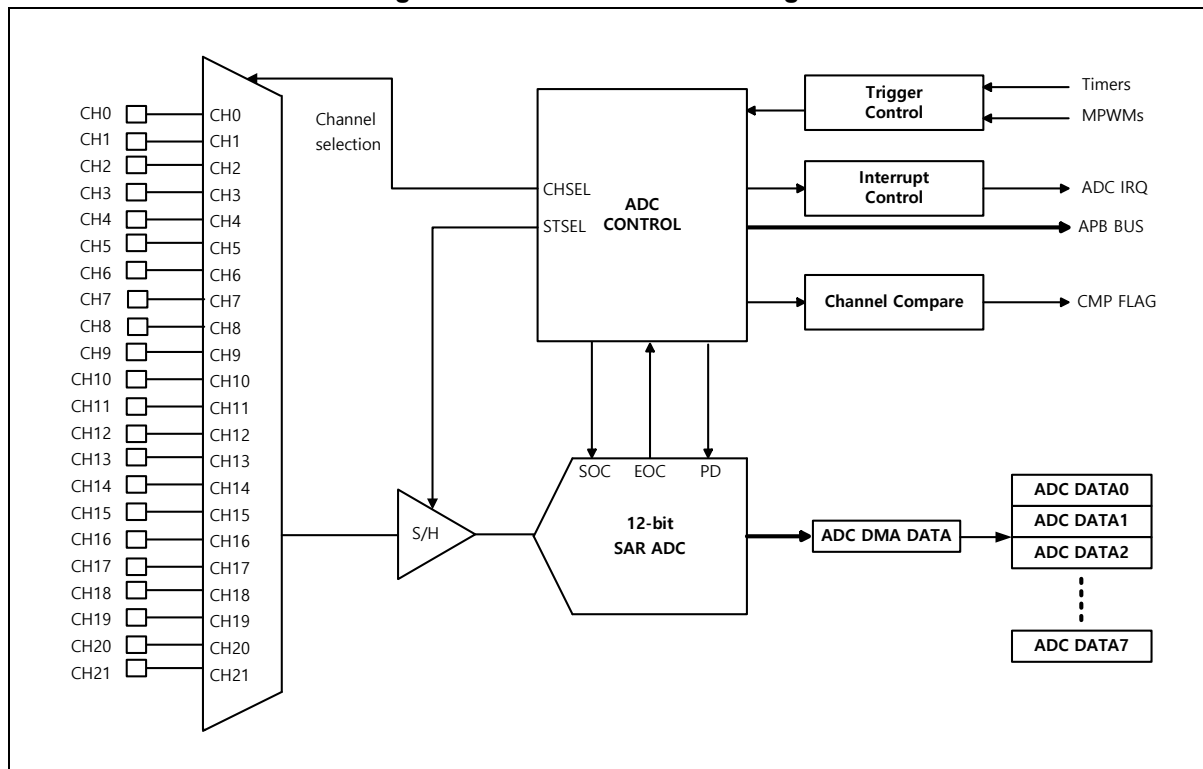 CH0
CH1
CH2
CH3
CH4
CH5
CH6
CH7
CH8
CH9
CH10
CH11
CH12
CH13
CH14
CH15
CH16
CH17
CH18
CH19
CH20
CH21
CH0
CH1
CH2
CH3
CH4
CH5
CH6
CH7
CH8
CH9
CH10
CH11
CH12
CH13
CH14
CH15
CH16
CH17
CH18
CH19
CH20
CH21
Channel
selection
CHSEL
STSEL
ADC
CONTROL
Trigger
Control
Timers
MPWMs
Interrupt
Control
ADC IRQ
APB BUS
Channel Compare
CMP FLAG
S/H
SOC EOC PD
12-bit
SAR ADC
ADC DMA DATA
ADC DATA0
ADC DATA1
ADC DATA2
ADC DATA7